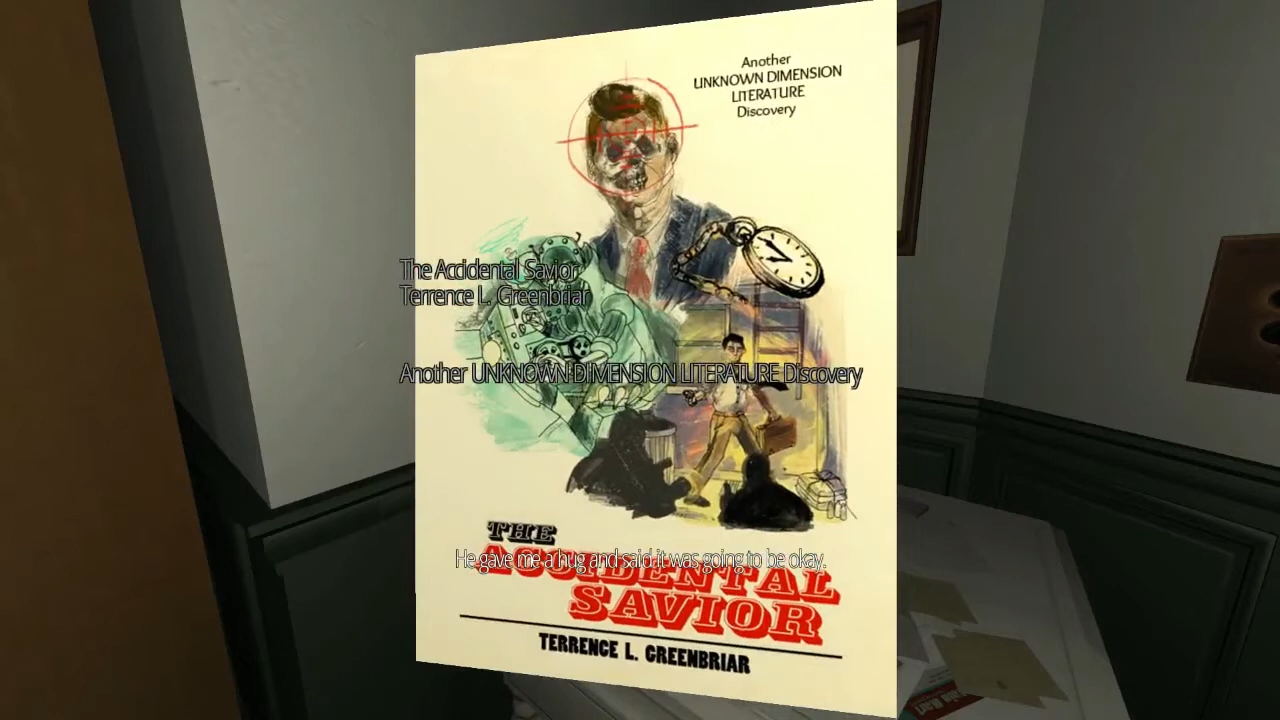 Another
UNKNOWN DIMENSION
LITERATURE
Discovery
The Accidental Savior
Terrence L. Greenbriar
Another UNKNOWN DIMENSION LITERATURE Discovery
THE
He gave me a hug and said it was going to be okay.
ACCIDENTAL
SAVIOR
TERRENCE L. GREENBRIAR